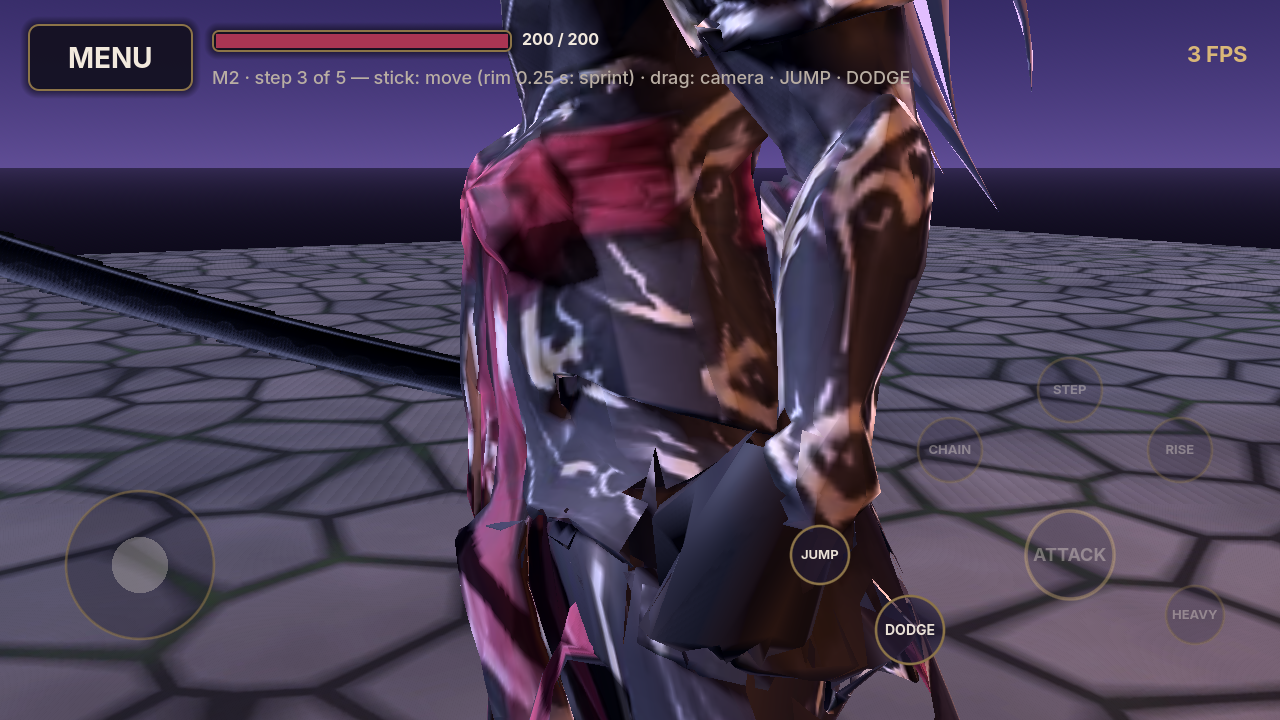 MENU
200 / 200
3 FPS
M2 · step 3 of 5 — stick: move (rim 0.25 s: sprint) · drag: camera · JUMP · DODGE
STEP
CHAIN
RISE
JUMP
ATTACK
HEAVY
DODGE